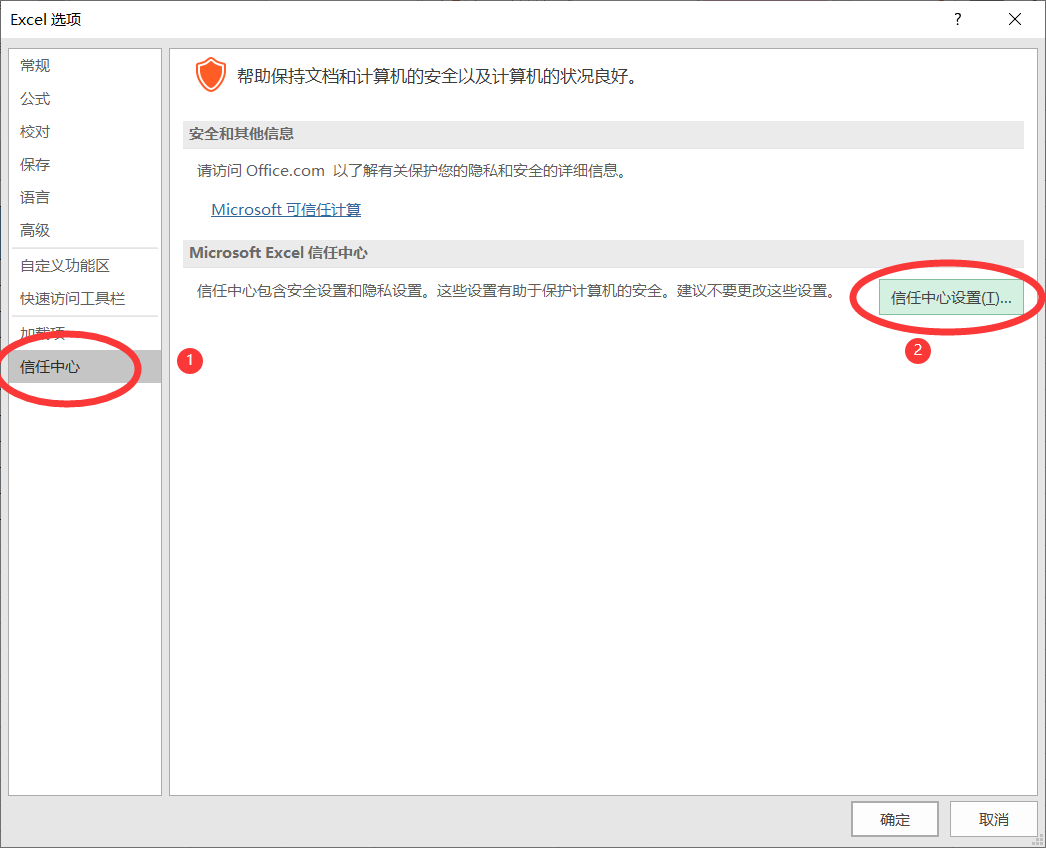 Excel 选项
?
常规
公式
校对
保存
语言
高级
自定义功能区
快速访问工具栏
加载项
信任中心
1
帮助保持文档和计算机的安全以及计算机的状况良好。
安全和其他信息
请访问 Office.com 以了解有关保护您的隐私和安全的详细信息。
Microsoft 可信任计算
Microsoft Excel 信任中心
信任中心包含安全设置和隐私设置。这些设置有助于保护计算机的安全。建议不要更改这些设置。
信任中心设置(T)...
2
确定
取消